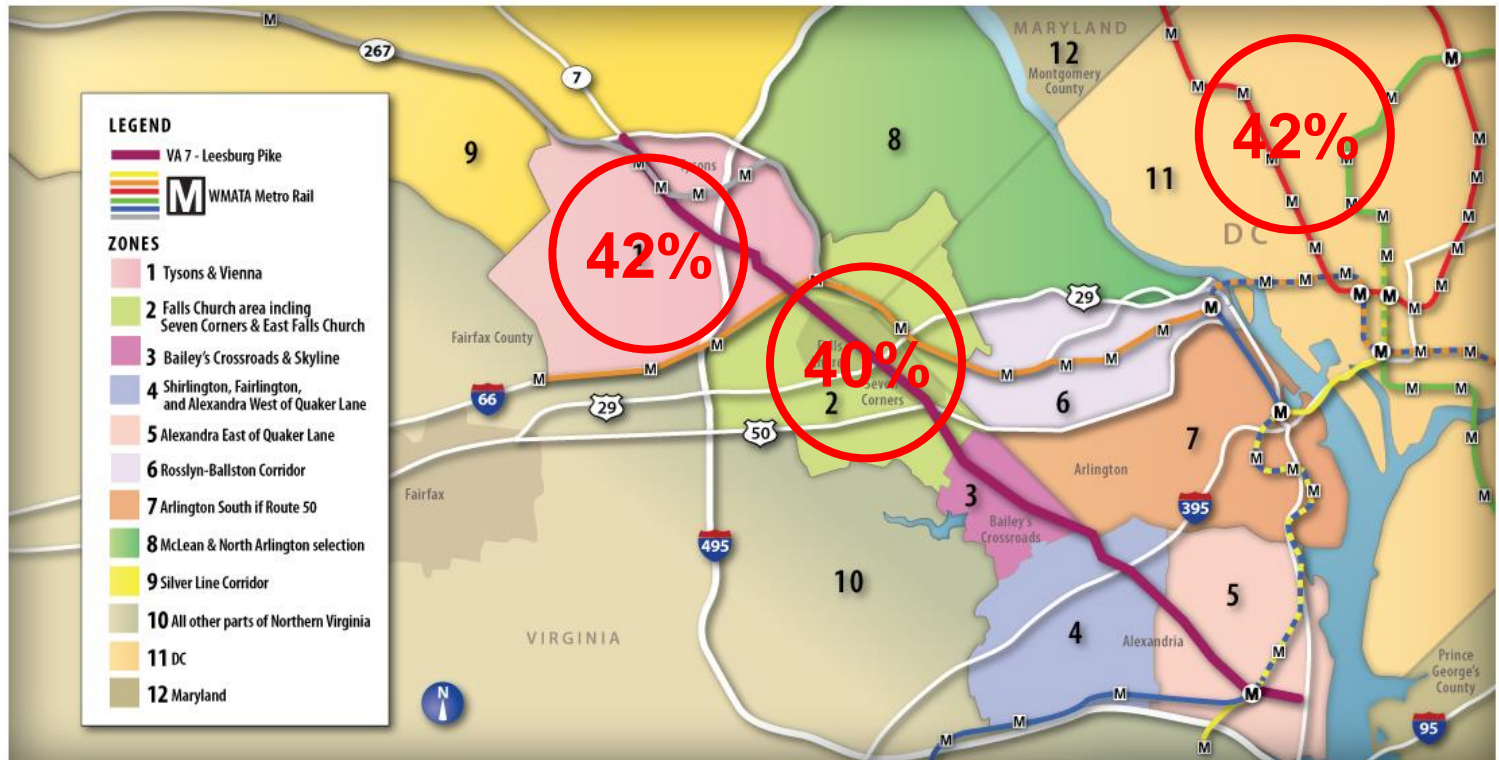 LEGEND
VA 7 - Leesburg Pike
M WMATA Metro Rail
ZONES
1 Tysons & Vienna
2 Falls Church area incling
Seven Corners & East Falls Church
3 Bailey's Crossroads & Skyline
4 Shirlington, Fairlington,
and Alexandra West of Quaker Lane
5 Alexandra East of Quaker Lane
6 Rosslyn-Ballston Corridor
7 Arlington South if Route 50
8 McLean & North Arlington selection
9 Silver Line Corridor
10 All other parts of Northern Virginia
11 DC
12 Maryland
267
7
MARYLAND
12
Montgomery
County
9
8
11
42%
DC
Tysons
42%
Fairfax County
29
40%
Seven
Corners
2
6
66
29
50
7
Arlington
Fairfax
3
Bailey's
Crossroads
395
495
10
5
4
Alexandria
VIRGINIA
Prince
George's
County
N
95